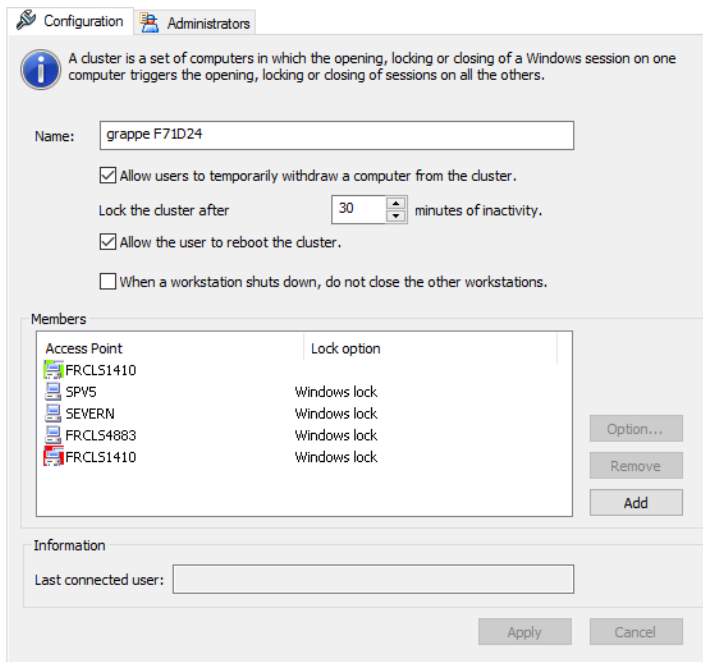 Configuration Administrators
A cluster is a set of computers in which the opening, locking or closing of a Windows session on one
computer triggers the opening, locking or closing of sessions on all the others.
Name: grappe F71D24
Allow users to temporarily withdraw a computer from the cluster.
Lock the cluster after 30 minutes of inactivity.
Allow the user to reboot the cluster.
When a workstation shuts down, do not close the other workstations.
Members
Access Point Lock option
FRCLS1410
SPV5 Windows lock
SEVERN Windows lock
FRCLS4883 Windows lock
FRCLS1410 Windows lock
Option...
Remove
Add
Information
Last connected user:
Apply Cancel